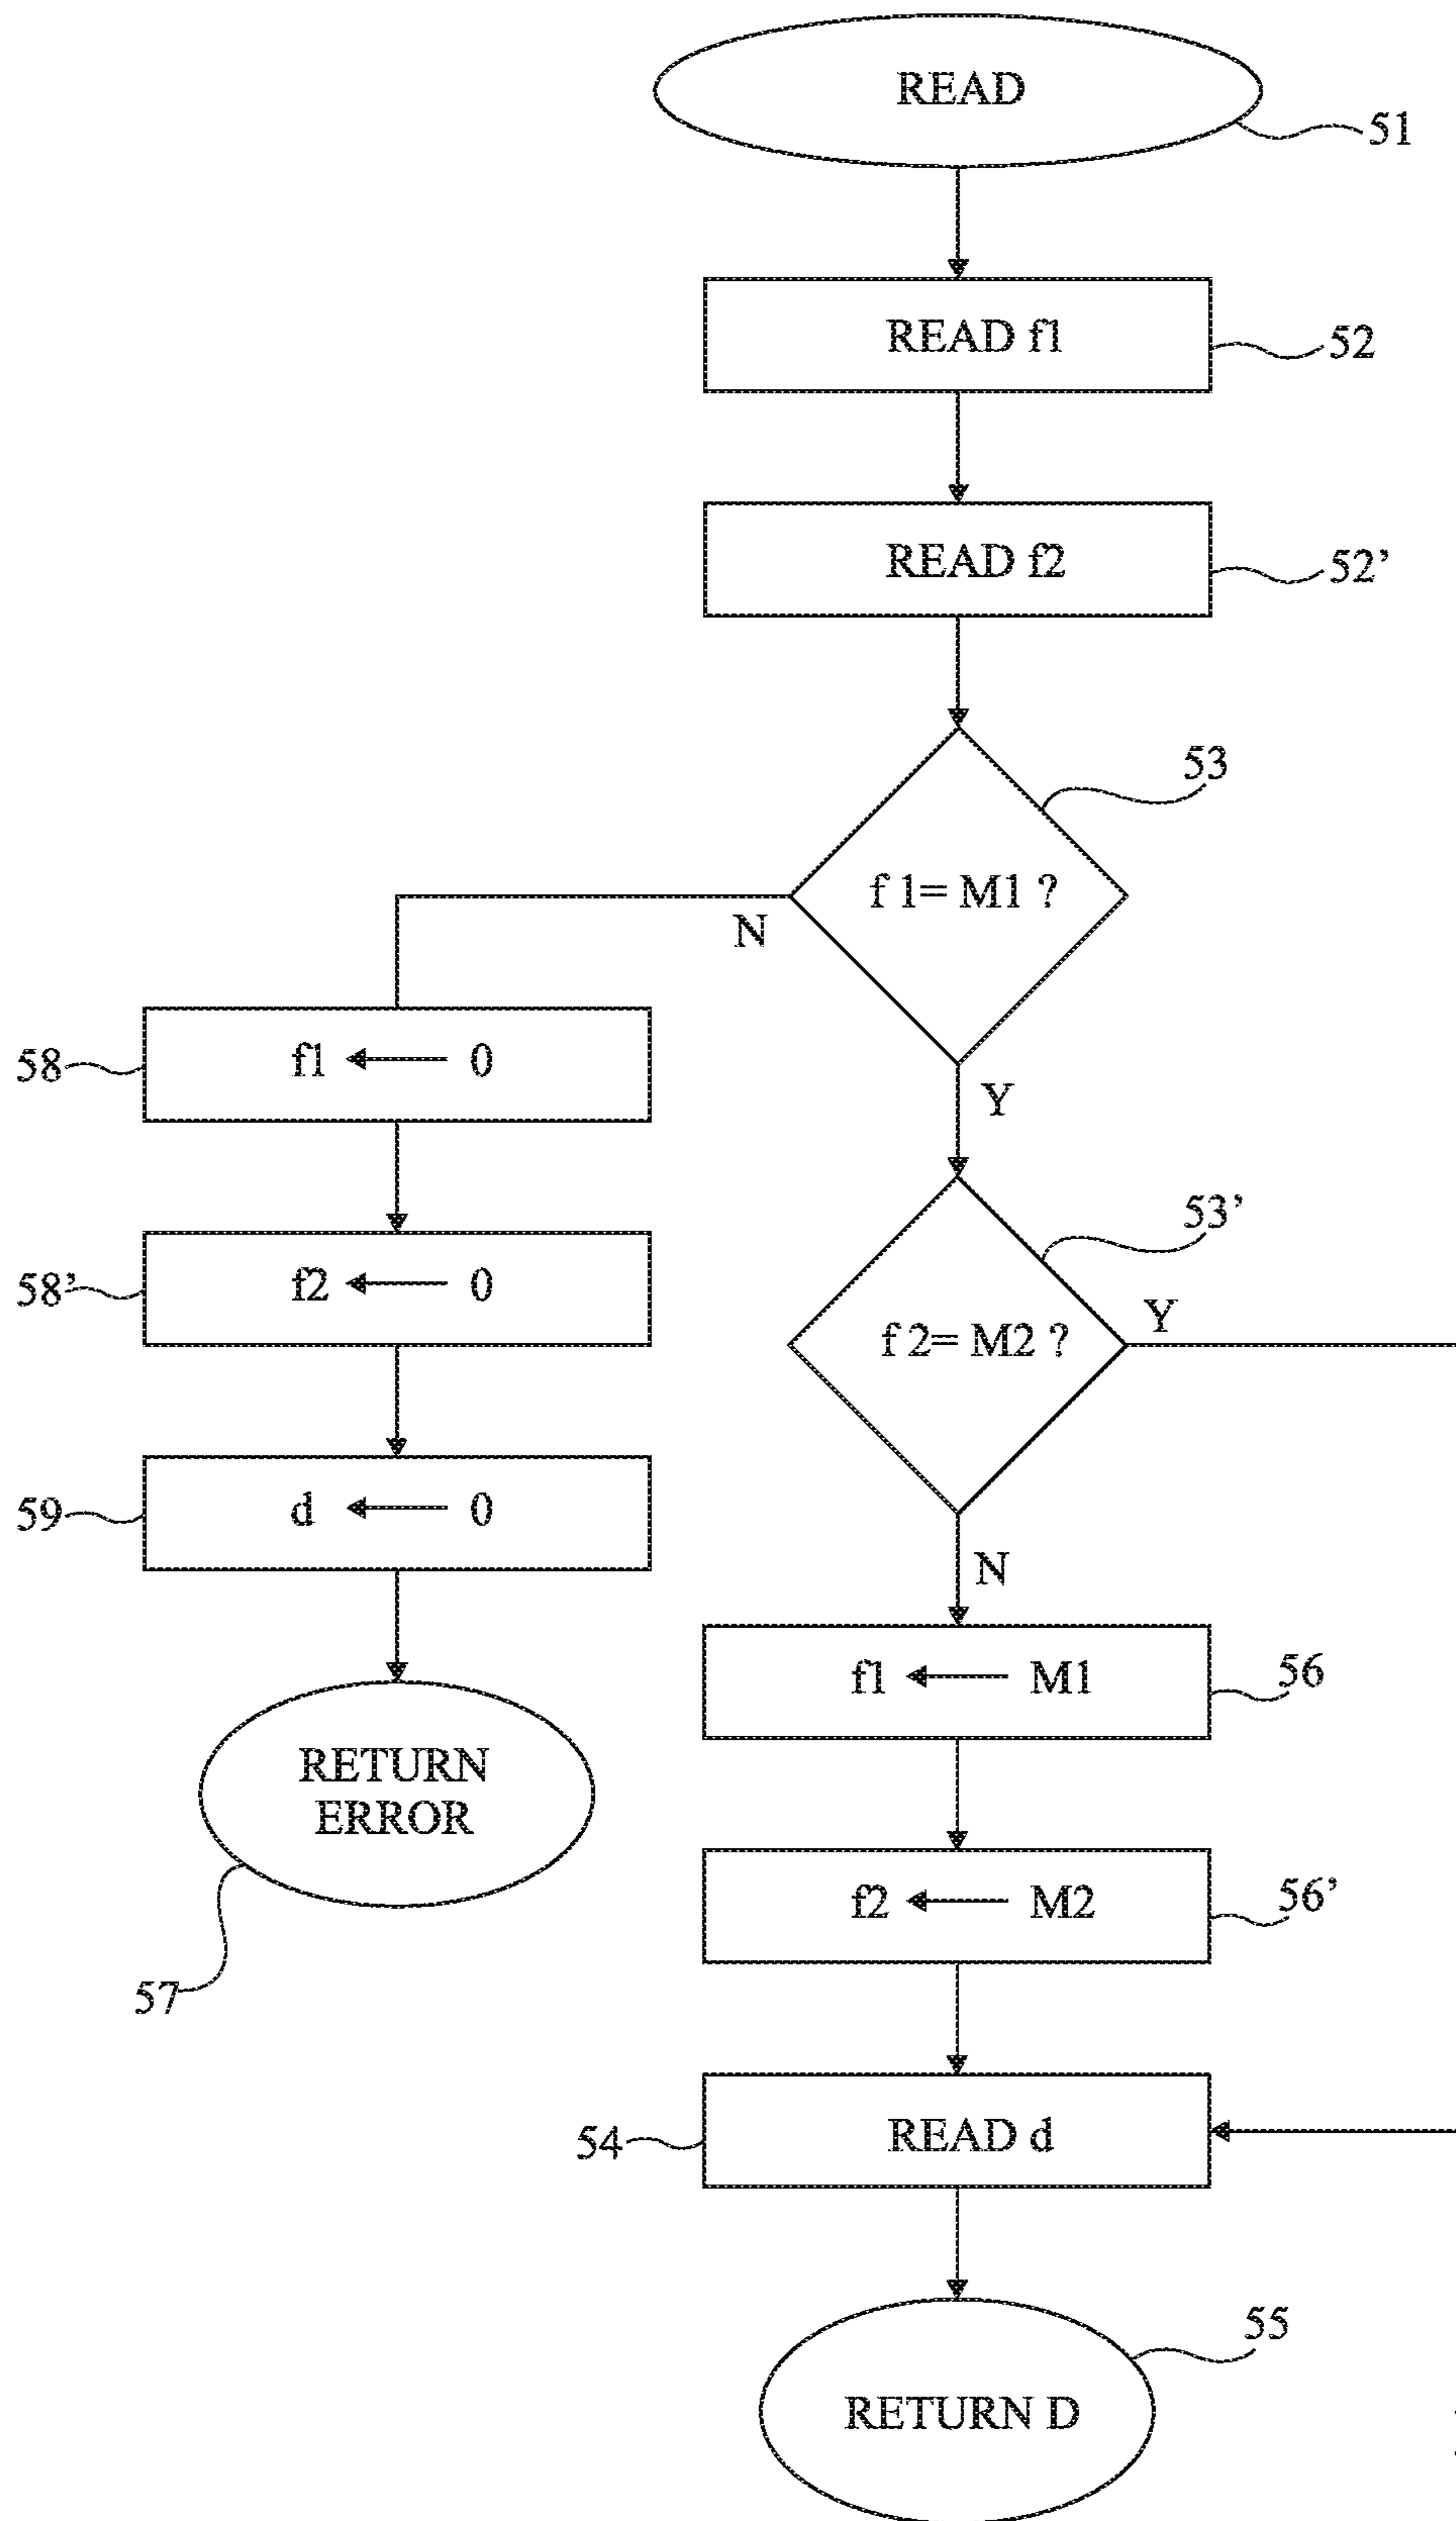 READ
51
READ f1
52
READ f2
52’
53
f 1= M1 ?
N
Y
58
f1 ← 0
58’
f2 ← 0
59
d ← 0
RETURN
ERROR
57
53’
f 2= M2 ?
Y
N
f1 ← M1
56
f2 ← M2
56’
54
READ d
55
RETURN D